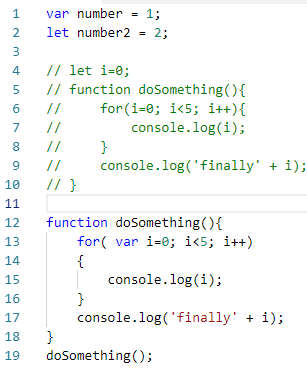 1 var number = 1;
2 let number2 = 2;
3
4 // let i=0;
5 // function doSomething(){
6 //     for(i=0; i<5; i++){
7 //         console.log(i);
8 //     }
9 //     console.log('finally' + i);
10 // }
11
12 function doSomething(){
13     for( var i=0; i<5; i++)
14     {
15         console.log(i);
16     }
17     console.log('finally' + i);
18 }
19 doSomething();